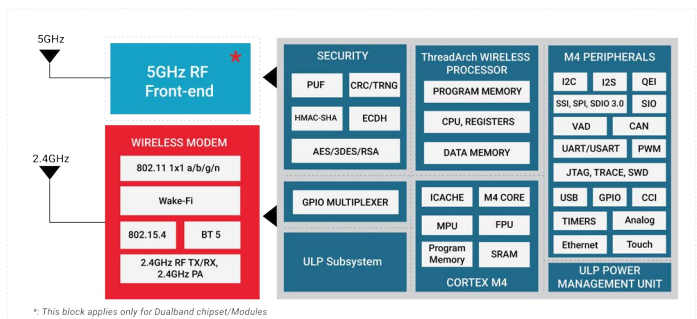 5GHz
5GHz RF
Front-end
*
2.4GHz
WIRELESS MODEM
802.11 1x1 a/b/g/n
Wake-Fi
802.15.4
BT 5
2.4GHz RF TX/RX,
2.4GHz PA
SECURITY
PUF
CRC/TRNG
HMAC-SHA
ECDH
AES/3DES/RSA
GPIO MULTIPLEXER
ULP Subsystem
ThreadArch WIRELESS
PROCESSOR
PROGRAM MEMORY
CPU, REGISTERS
DATA MEMORY
ICACHE
M4 CORE
MPU
FPU
Program
Memory
SRAM
CORTEX M4
M4 PERIPHERALS
I2C
I2S
QEI
SSI, SPI, SDIO 3.0
SIO
VAD
CAN
UART/USART
PWM
JTAG, TRACE, SWD
USB
GPIO
CCI
TIMERS
Analog
Ethernet
Touch
ULP POWER
MANAGEMENT UNIT
*: This block applies only for Dualband chipset/Modules